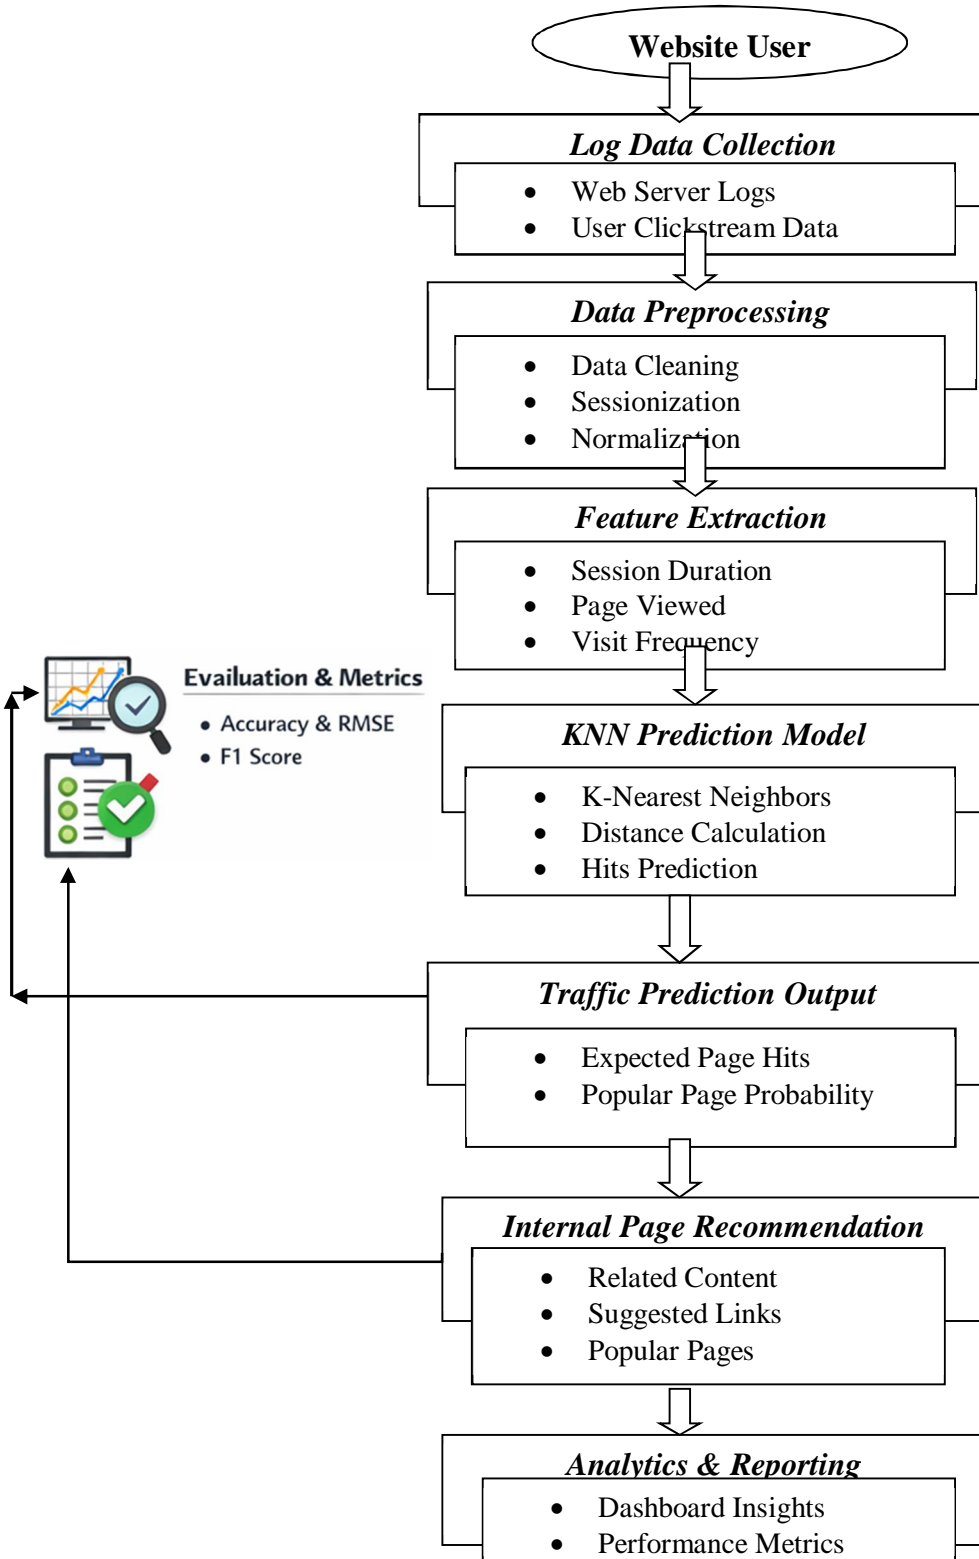 Website User
Log Data Collection
• Web Server Logs
• User Clickstream Data
Data Preprocessing
• Data Cleaning
• Sessionization
• Normalization
Feature Extraction
• Session Duration
• Page Viewed
• Visit Frequency
Evailuation & Metrics
• Accuracy & RMSE
• F1 Score
KNN Prediction Model
• K-Nearest Neighbors
• Distance Calculation
• Hits Prediction
Traffic Prediction Output
• Expected Page Hits
• Popular Page Probability
Internal Page Recommendation
• Related Content
• Suggested Links
• Popular Pages
Analytics & Reporting
• Dashboard Insights
• Performance Metrics